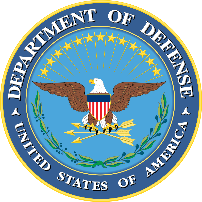 DEPARTMENT OF DEFENSE
UNITED STATES OF AMERICA